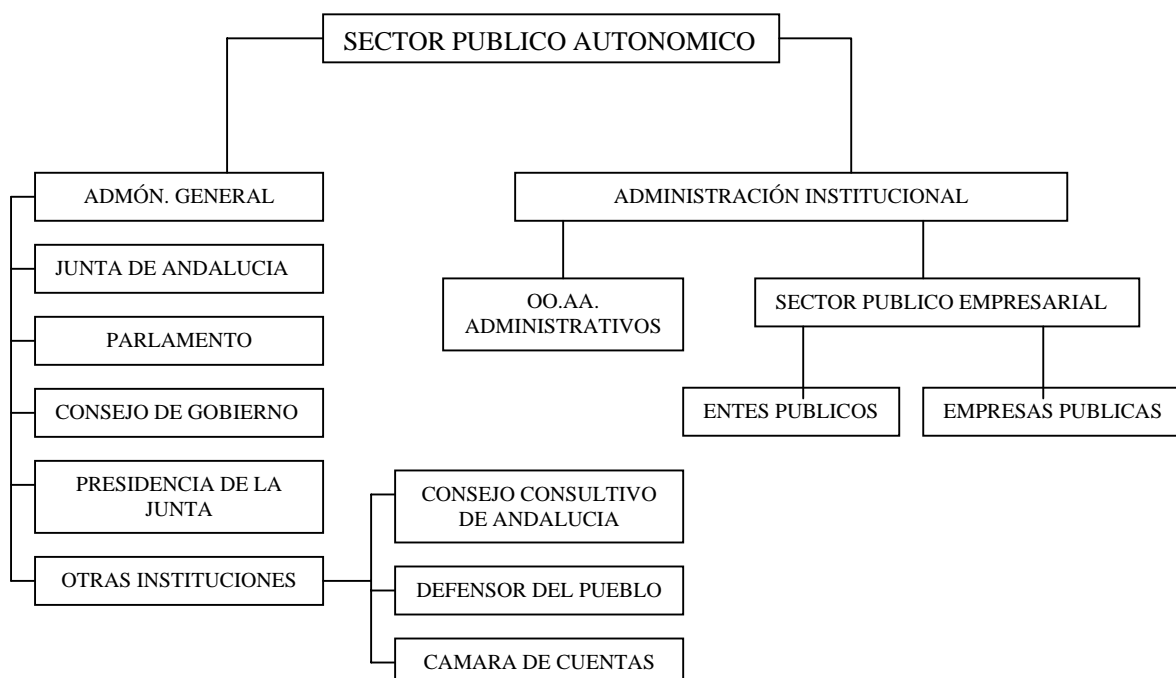 SECTOR PUBLICO AUTONOMICO
ADMÓN. GENERAL
JUNTA DE ANDALUCIA
PARLAMENTO
CONSEJO DE GOBIERNO
PRESIDENCIA DE LA
JUNTA
OTRAS INSTITUCIONES
CONSEJO CONSULTIVO
DE ANDALUCIA
DEFENSOR DEL PUEBLO
CAMARA DE CUENTAS
ADMINISTRACIÓN INSTITUCIONAL
OO.AA.
ADMINISTRATIVOS
SECTOR PUBLICO EMPRESARIAL
ENTES PUBLICOS
EMPRESAS PUBLICAS